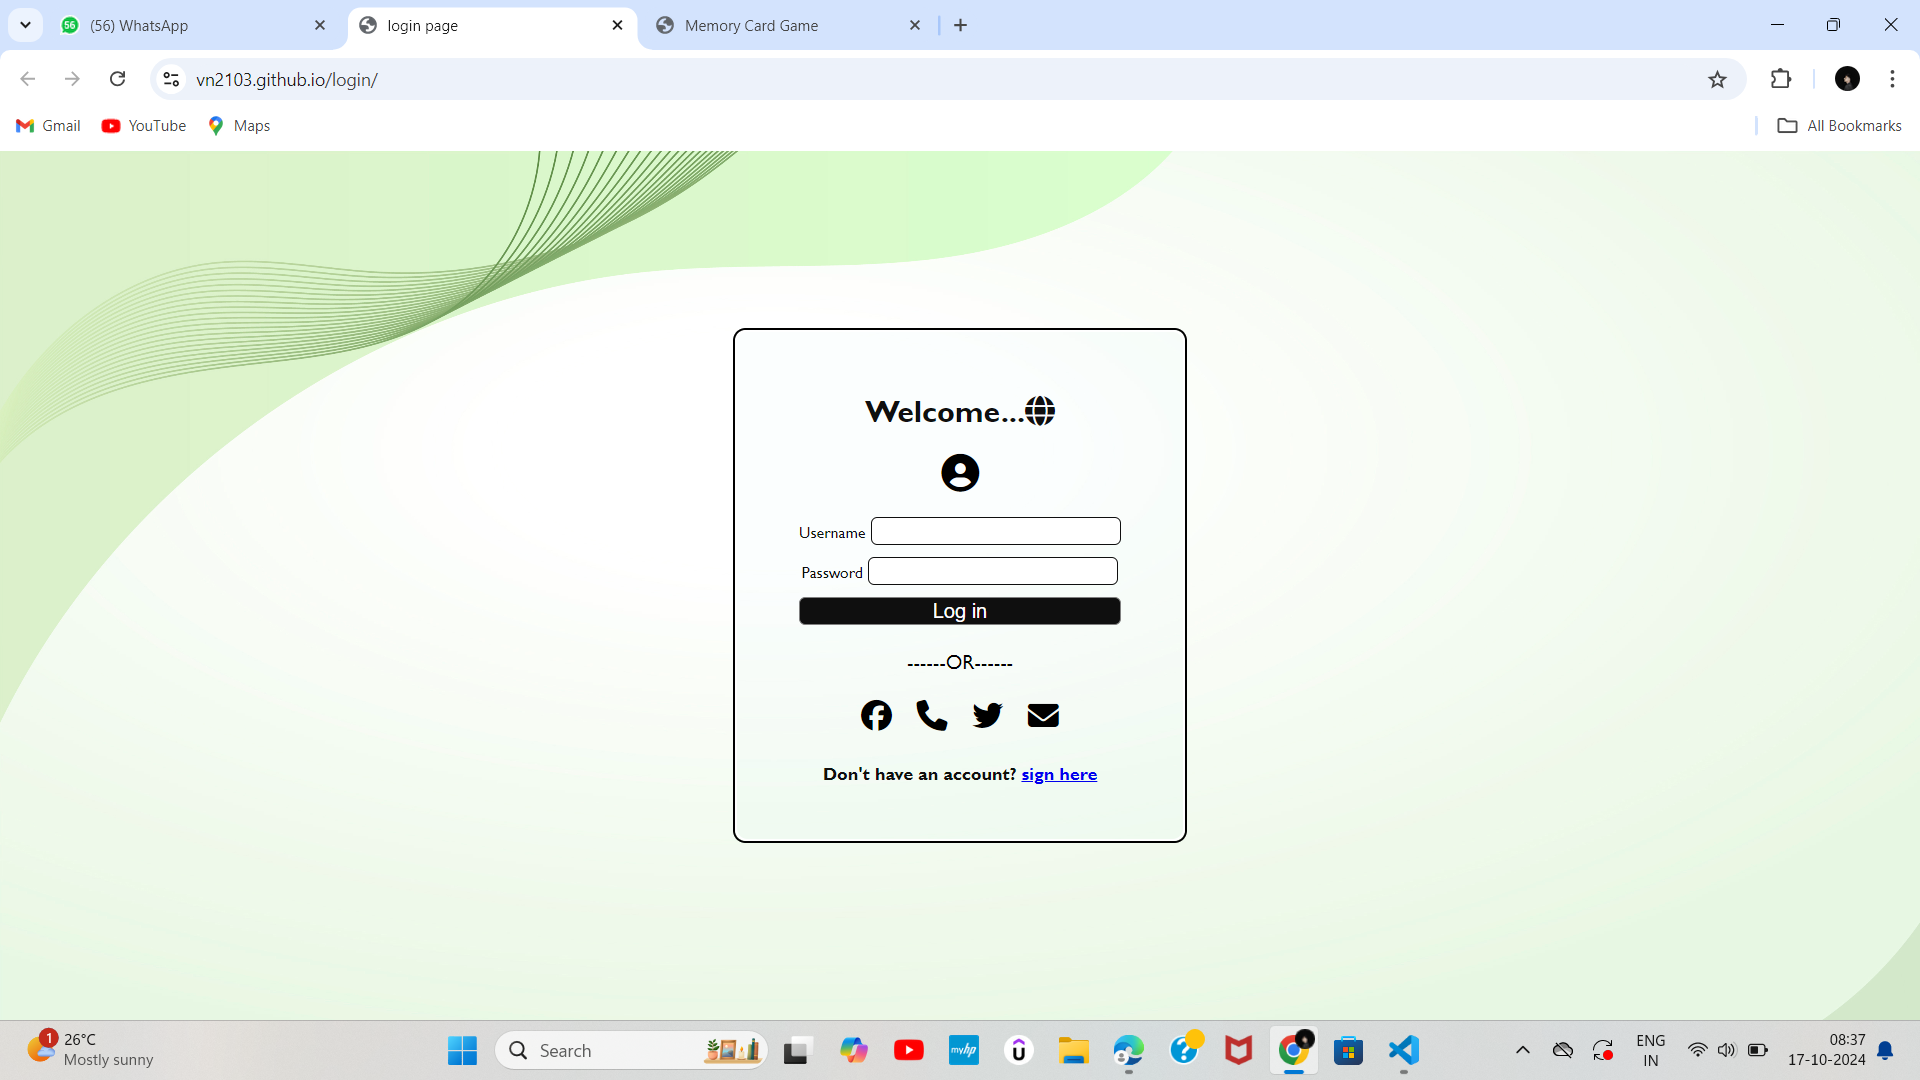 56
(56) WhatsApp
login page
Memory Card Game
vn2103.github.io/login/
Gmail
YouTube
Maps
All Bookmarks
Welcome...
Username
Password
Log in
------OR------
Don't have an account? sign here
1
26°C
Mostly sunny
Search
myhp
ENG
IN
08:37
17-10-2024